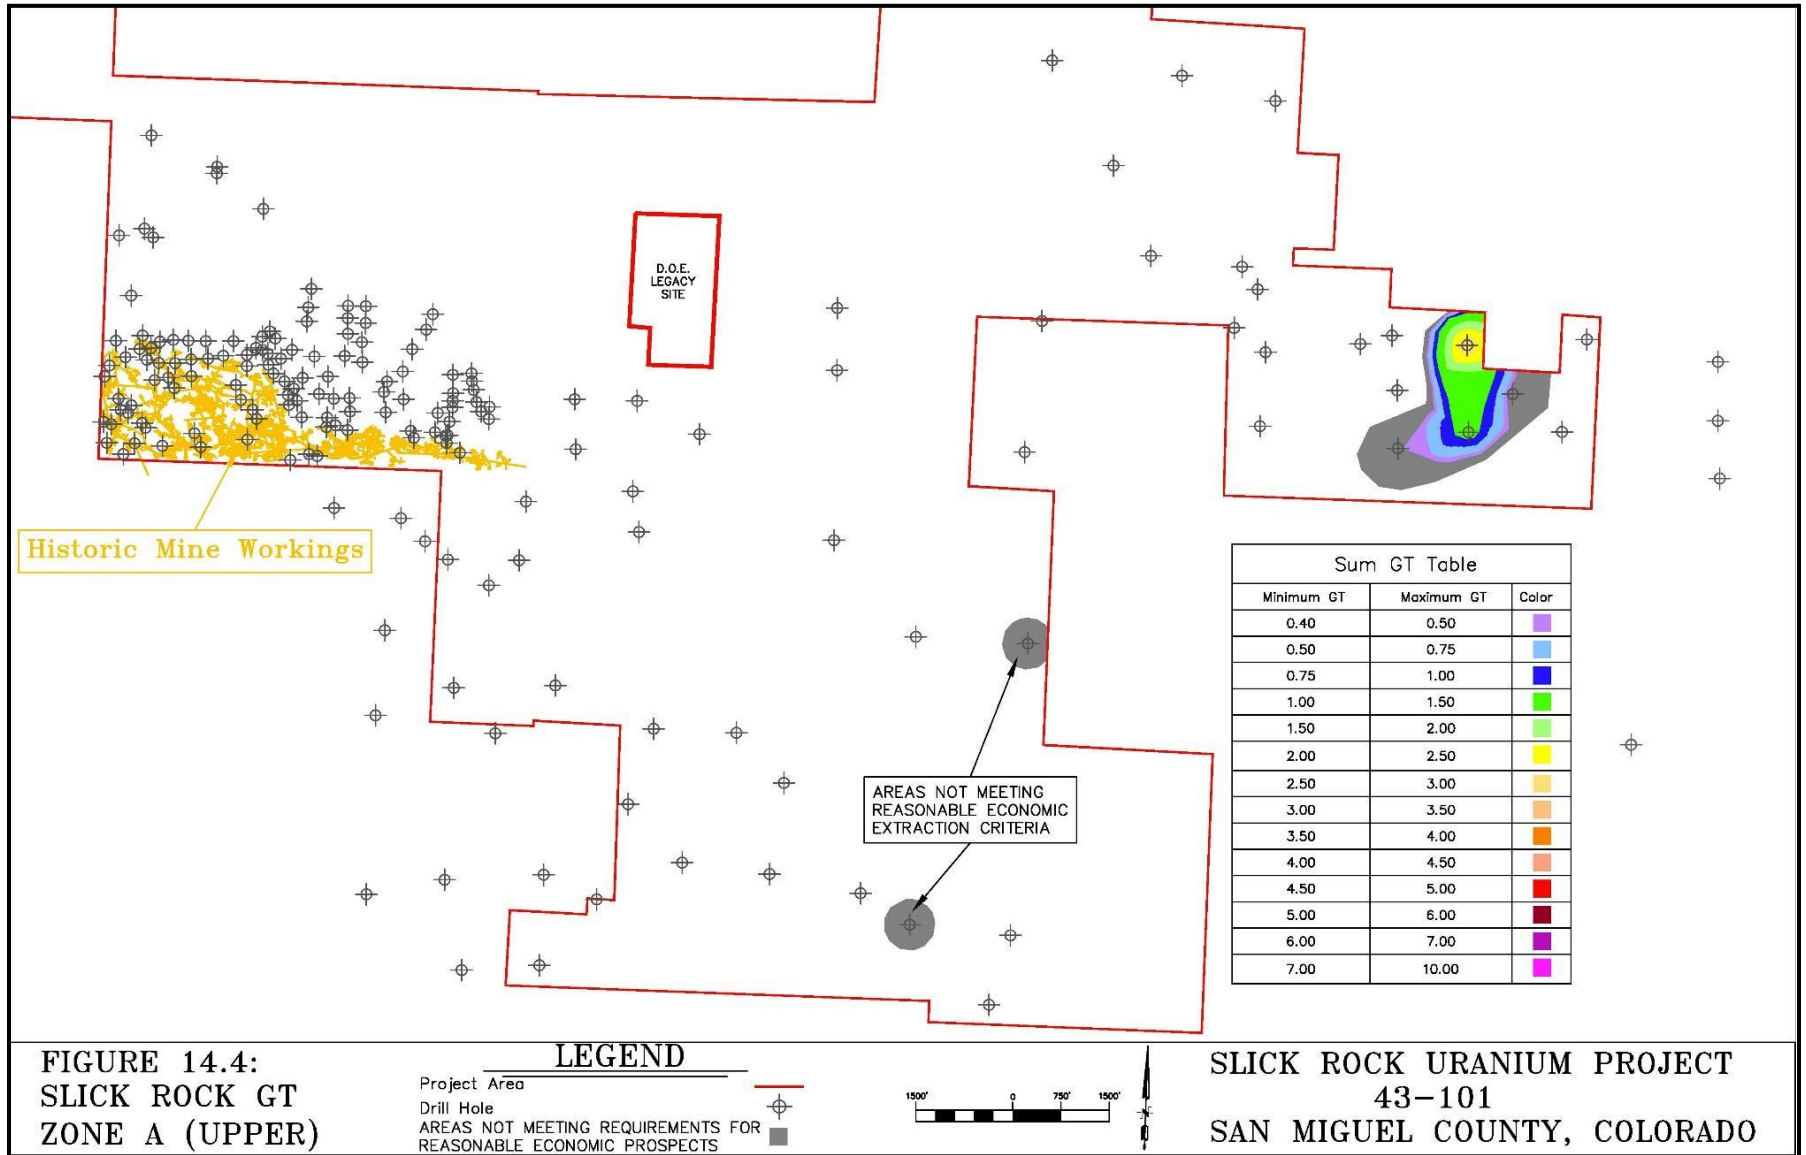 D.O.E.
LEGACY
SITE
Historic Mine Workings
AREAS NOT MEETING
REASONABLE ECONOMIC
EXTRACTION CRITERIA
Sum GT Table
Minimum GT Maximum GT Color
0.40 0.50
0.50 0.75
0.75 1.00
1.00 1.50
1.50 2.00
2.00 2.50
2.50 3.00
3.00 3.50
3.50 4.00
4.00 4.50
4.50 5.00
5.00 6.00
6.00 7.00
7.00 10.00
FIGURE 14.4:
SLICK ROCK GT
ZONE A (UPPER)
LEGEND
Project Area
Drill Hole
AREAS NOT MEETING REQUIREMENTS FOR
REASONABLE ECONOMIC PROSPECTS
1500' 0 750' 1500'
N
SLICK ROCK URANIUM PROJECT
43-101
SAN MIGUEL COUNTY, COLORADO